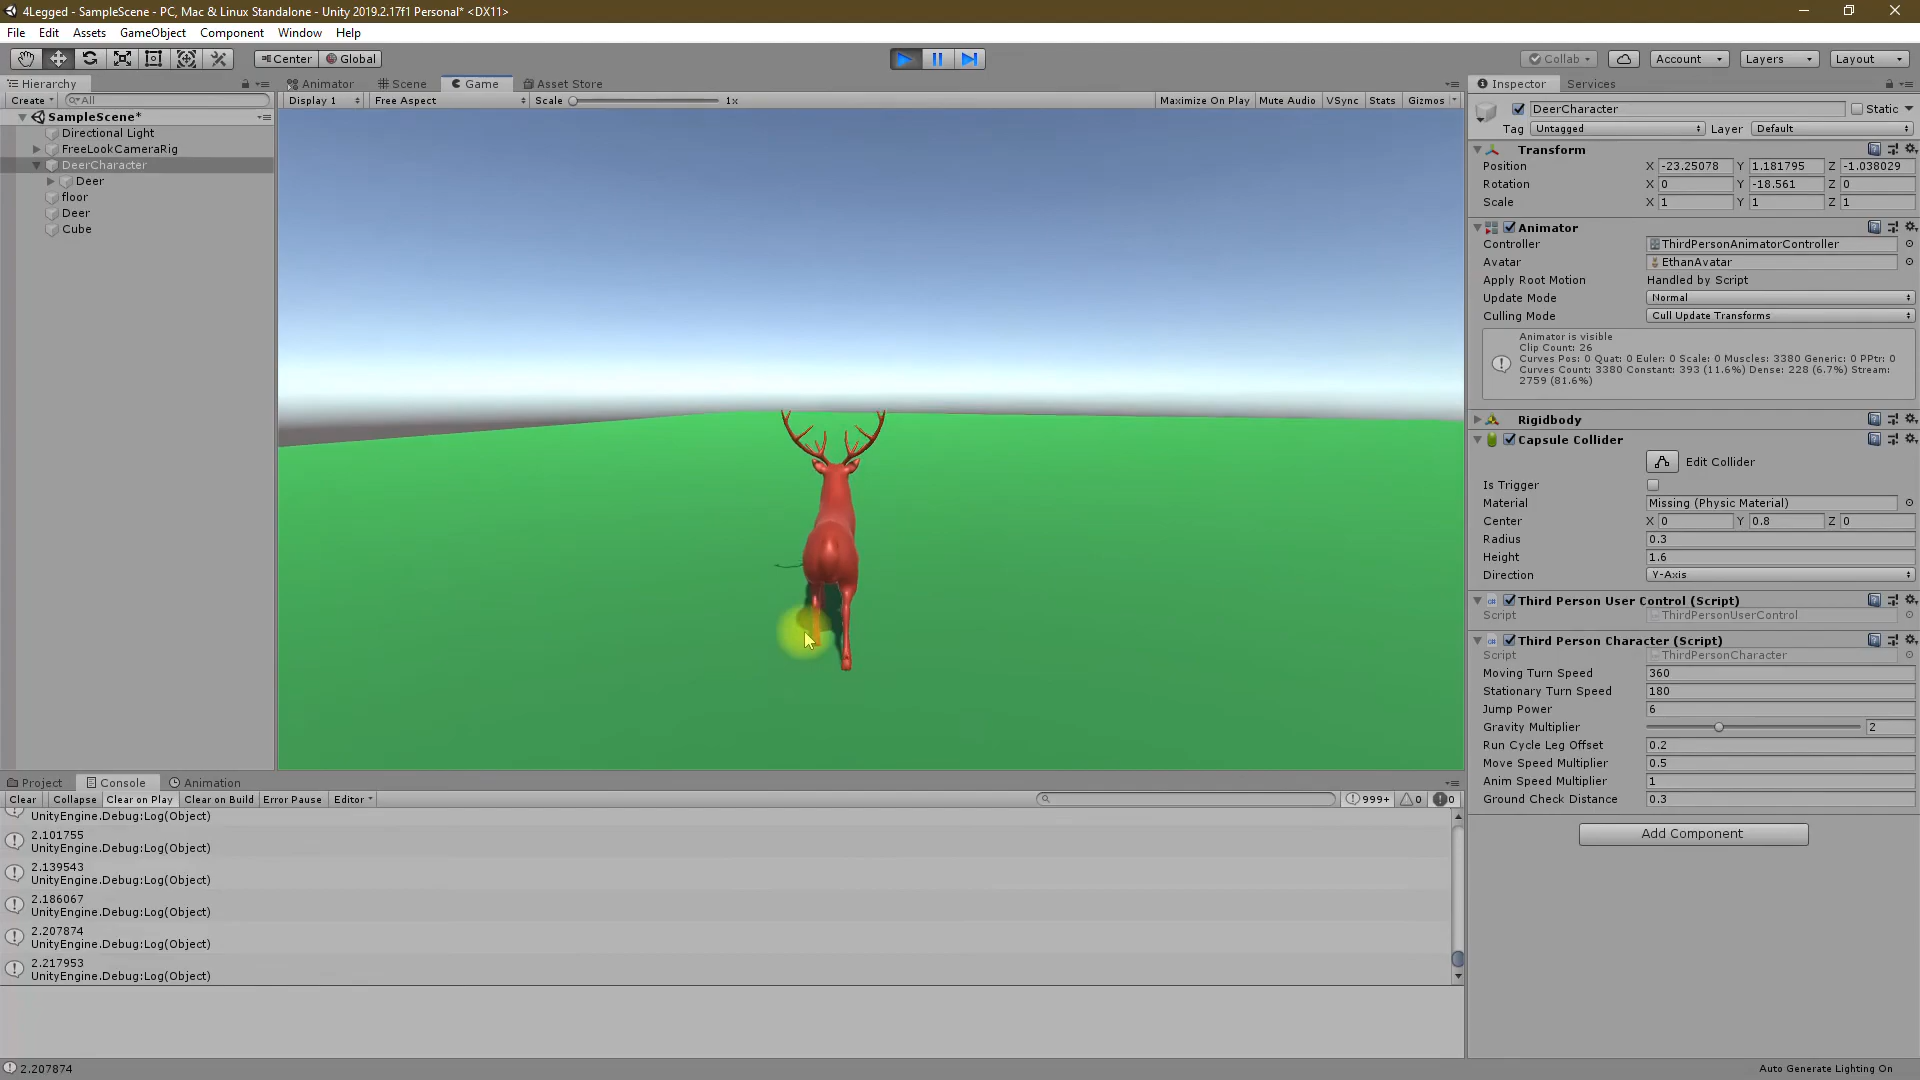 4Legged - SampleScene - PC, Mac & Linux Standalone - Unity 2019.2.17f1 Personal* <DX11>
File Edit Assets GameObject Component Window Help
Center Global
Collab Account Layers Layout
Hierarchy
Create All
SampleScene*
Directional Light
FreeLookCameraRig
DeerCharacter
Deer
floor
Deer
Cube
Animator Scene Game Asset Store
Display 1 Free Aspect Scale 1x Maximize On Play Mute Audio VSync Stats Gizmos
Inspector Services
DeerCharacter Static
Tag Untagged Layer Default
Transform
Position X -23.25078 Y 1.181795 Z -1.038029
Rotation X 0 Y -18.561 Z 0
Scale X 1 Y 1 Z 1
Animator
Controller ThirdPersonAnimatorController
Avatar EthanAvatar
Apply Root Motion Handled by Script
Update Mode Normal
Culling Mode Cull Update Transforms
Animator is visible
Clip Count: 26
Curves Pos: 0 Quat: 0 Euler: 0 Scale: 0 Muscles: 3380 Generic: 0 PPtr: 0
Curves Count: 3380 Constant: 393 (11.6%) Dense: 228 (6.7%) Stream:
2759 (81.6%)
Rigidbody
Capsule Collider
Edit Collider
Is Trigger
Material Missing (Physic Material)
Center X 0 Y 0.8 Z 0
Radius 0.3
Height 1.6
Direction Y-Axis
Third Person User Control (Script)
Script ThirdPersonUserControl
Third Person Character (Script)
Script ThirdPersonCharacter
Moving Turn Speed 360
Stationary Turn Speed 180
Jump Power 6
Gravity Multiplier 2
Run Cycle Leg Offset 0.2
Move Speed Multiplier 0.5
Anim Speed Multiplier 1
Ground Check Distance 0.3
Add Component
Project Console Animation
Clear Collapse Clear on Play Clear on Build Error Pause Editor 999+ 0 0
UnityEngine.Debug:Log(Object)
2.101755
UnityEngine.Debug:Log(Object)
2.139543
UnityEngine.Debug:Log(Object)
2.186067
UnityEngine.Debug:Log(Object)
2.207874
UnityEngine.Debug:Log(Object)
2.217953
UnityEngine.Debug:Log(Object)
2.207874
Auto Generate Lighting On